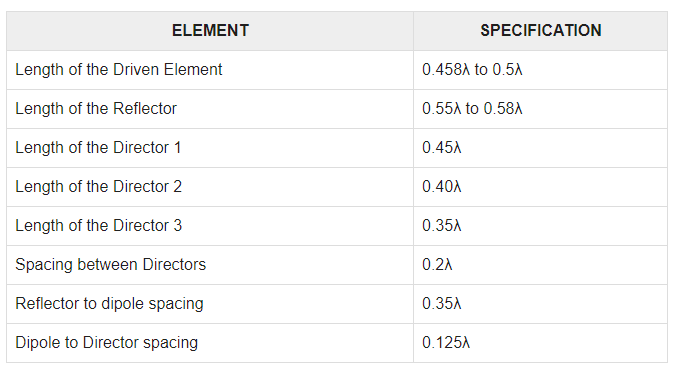 ELEMENT SPECIFICATION
Length of the Driven Element 0.458λ to 0.5λ
Length of the Reflector 0.55λ to 0.58λ
Length of the Director 1 0.45λ
Length of the Director 2 0.40λ
Length of the Director 3 0.35λ
Spacing between Directors 0.2λ
Reflector to dipole spacing 0.35λ
Dipole to Director spacing 0.125λ